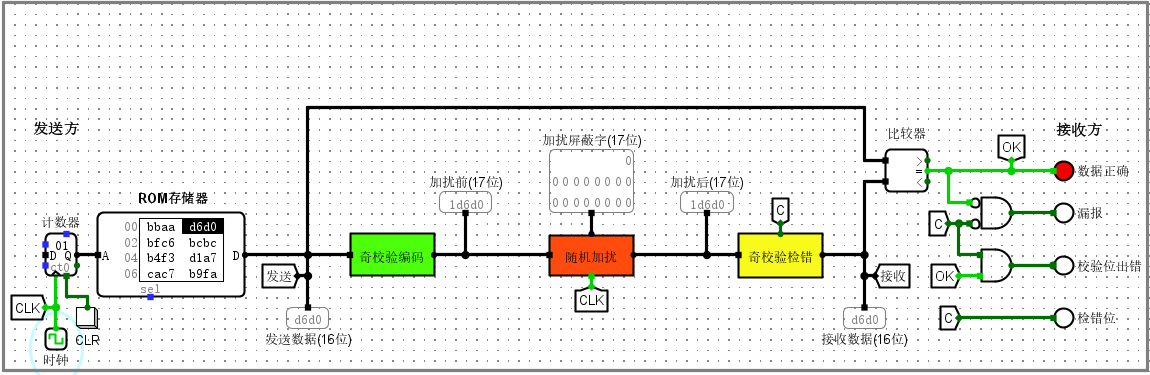 发送方
计数器
01
D Q
ct0
CLK
CLR
时钟
ROM存储器
00 bbaa d6d0
02 bfc6 bcbc
04 b4f3 d1a7
06 cac7 b9fa
A
D
sel
发送
d6d0
发送数据(16位)
奇校验编码
加扰前(17位)
1d6d0
加扰屏蔽字(17位)
0
0 0 0 0 0 0 0 0
0 0 0 0 0 0 0 0
随机加扰
CLK
加扰后(17位)
1d6d0
C
奇校验检错
接收
d6d0
接收数据(16位)
比较器
>
=
<
OK
接收方
数据正确
C
漏报
OK
校验位出错
C
检错位